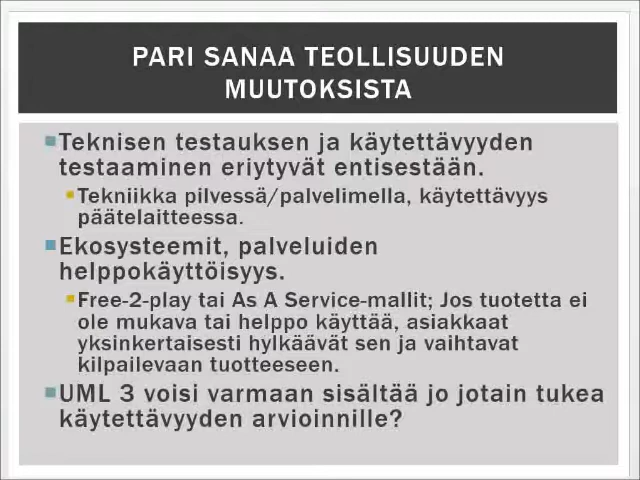 PARI SANAA TEOLLISUUDEN
MUUTOKSISTA
Teknisen testauksen ja käytettävyyden
testaaminen eriytyvät entisestään.
Tekniikka pilvessä/palvelimella, käytettävyys
päätelaitteessa.
Ekosysteemit, palveluiden
helppokäyttöisyys.
Free-2-play tai As A Service-mallit; Jos tuotetta ei
ole mukava tai helppo käyttää, asiakkaat
yksinkertaisesti hylkäävät sen ja vaihtavat
kilpailevaan tuotteeseen.
UML 3 voisi varmaan sisältää jo jotain tukea
käytettävyyden arvioinnille?